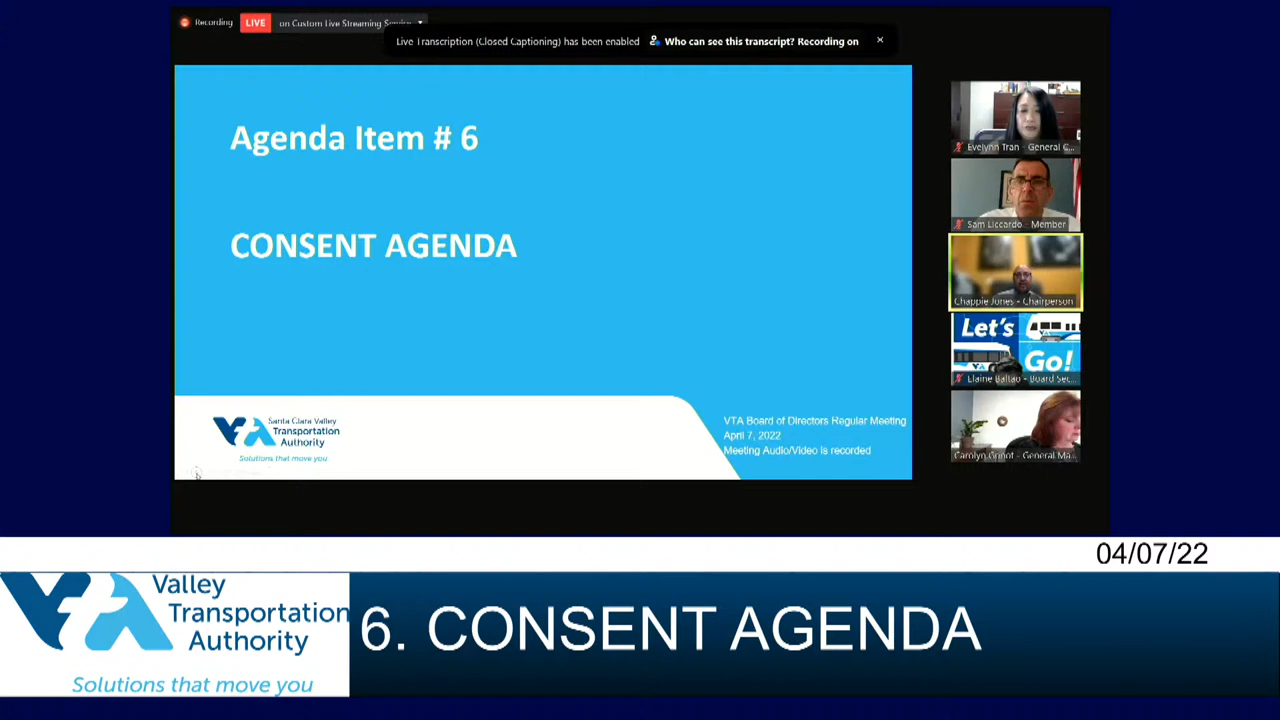 Recording
LIVE
on Custom Live Streaming Service
Live Transcription (Closed Captioning) has been enabled
Who can see this transcript? Recording on
Agenda Item # 6
CONSENT AGENDA
VTA
Santa Clara Valley
Transportation
Authority
Solutions that move you
VTA Board of Directors Regular Meeting
April 7, 2022
Meeting Audio/Video is recorded
Evelynn Tran - General C...
Sam Liccardo - Member
Chappie Jones - Chairperson
Let's
Go!
Elaine Baltao - Board Sec...
Carolyn Gonot - General Ma...
04/07/22
VTA
Valley
Transportation
Authority
Solutions that move you
6. CONSENT AGENDA